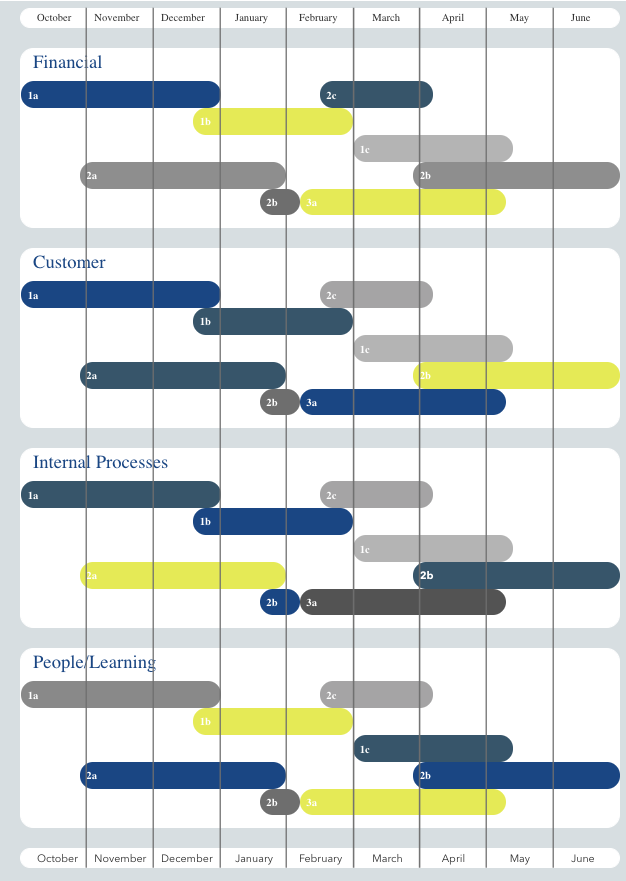 October November December January February March April May June
Financial
1a 2c
1b
1c
2a 2b
2b 3a
Customer
1a 2c
1b
1c
2a 2b
2b 3a
Internal Processes
1a 2c
1b
1c
2a 2b
2b 3a
People/Learning
1a 2c
1b
1c
2a 2b
2b 3a
October November December January February March April May June